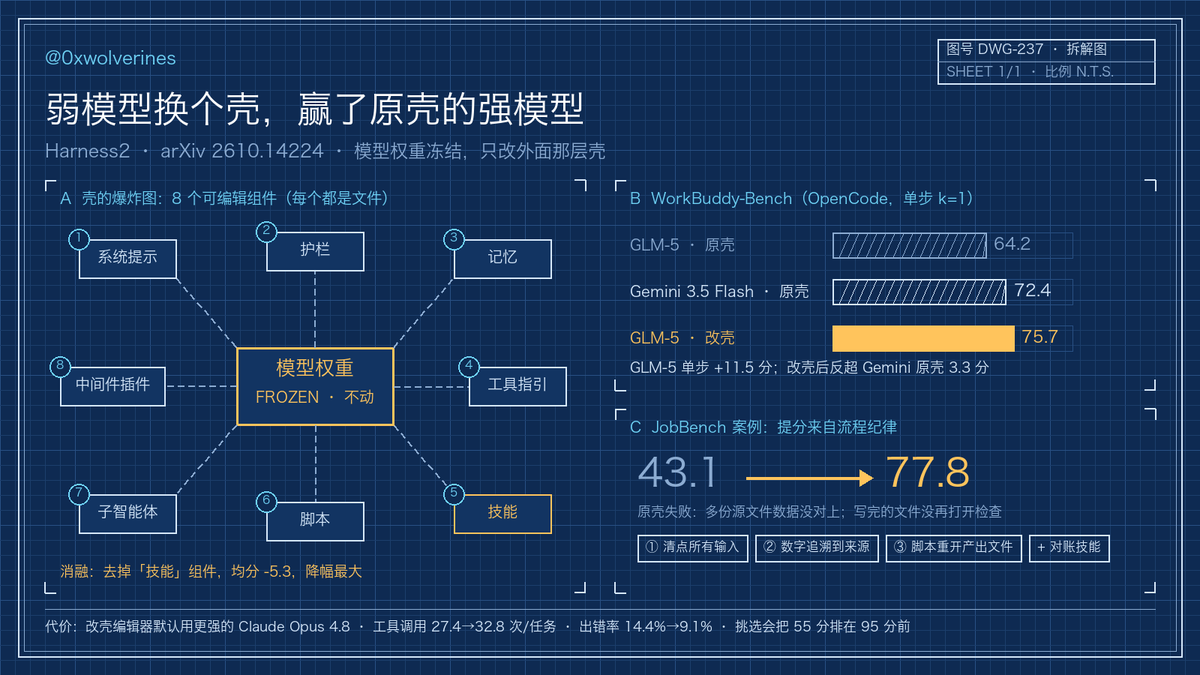 @0xwolverines
图号 DWG-237 · 拆解图
SHEET 1/1 · 比例 N.T.S.
弱模型换个壳，赢了原壳的强模型
Harness2 · arXiv 2610.14224 · 模型权重冻结，只改外面那层壳
A 壳的爆炸图：8 个可编辑组件（每个都是文件）
1
系统提示
2
护栏
3
记忆
8
中间件插件
模型权重
FROZEN · 不动
4
工具指引
7
子智能体
6
脚本
5
技能
消融：去掉「技能」组件，均分 -5.3，降幅最大
B WorkBuddy-Bench（OpenCode，单步 k=1）
GLM-5 · 原壳
64.2
Gemini 3.5 Flash · 原壳
72.4
GLM-5 · 改壳
75.7
GLM-5 单步 +11.5 分；改壳后反超 Gemini 原壳 3.3 分
C JobBench 案例：提分来自流程纪律
43.1
77.8
原壳失败：多份源文件数据没对上；写完的文件没再打开检查
① 清点所有输入
② 数字追溯到来源
③ 脚本重开产出文件
+ 对账技能
代价：改壳编辑器默认用更强的 Claude Opus 4.8 · 工具调用 27.4→32.8 次/任务 · 出错率 14.4%→9.1% · 挑选会把 55 分排在 95 分前